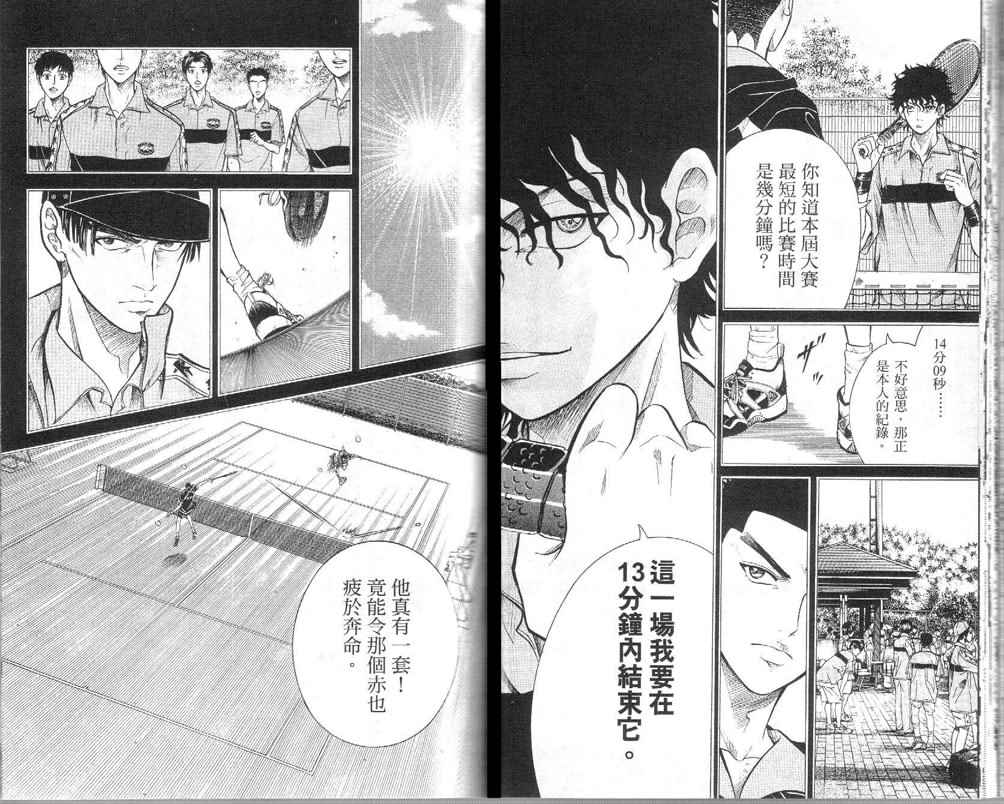 你知道本屆大賽
最短的比賽時間
是幾分鐘嗎？
14分09秒……
不好意思，那正
是本人的紀錄。
ザッ
這一場我要在
13分鐘內結束它。
他真有一套！
竟能令那個赤也
疲於奔命。